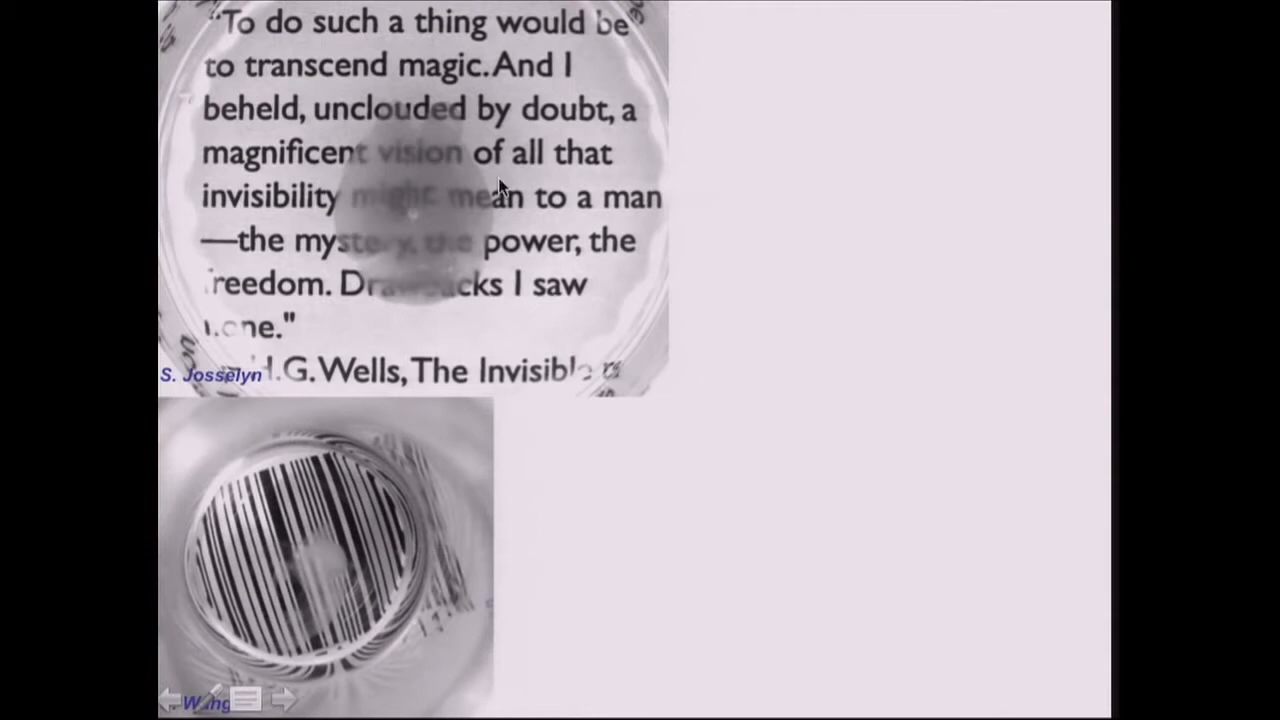 "To do such a thing would be
to transcend magic. And I
beheld, unclouded by doubt, a
magnificent vision of all that
invisibility might mean to a man
—the mystery, the power, the
freedom. Drawbacks I saw
none."
H.G. Wells, The Invisible
S. Josselyn